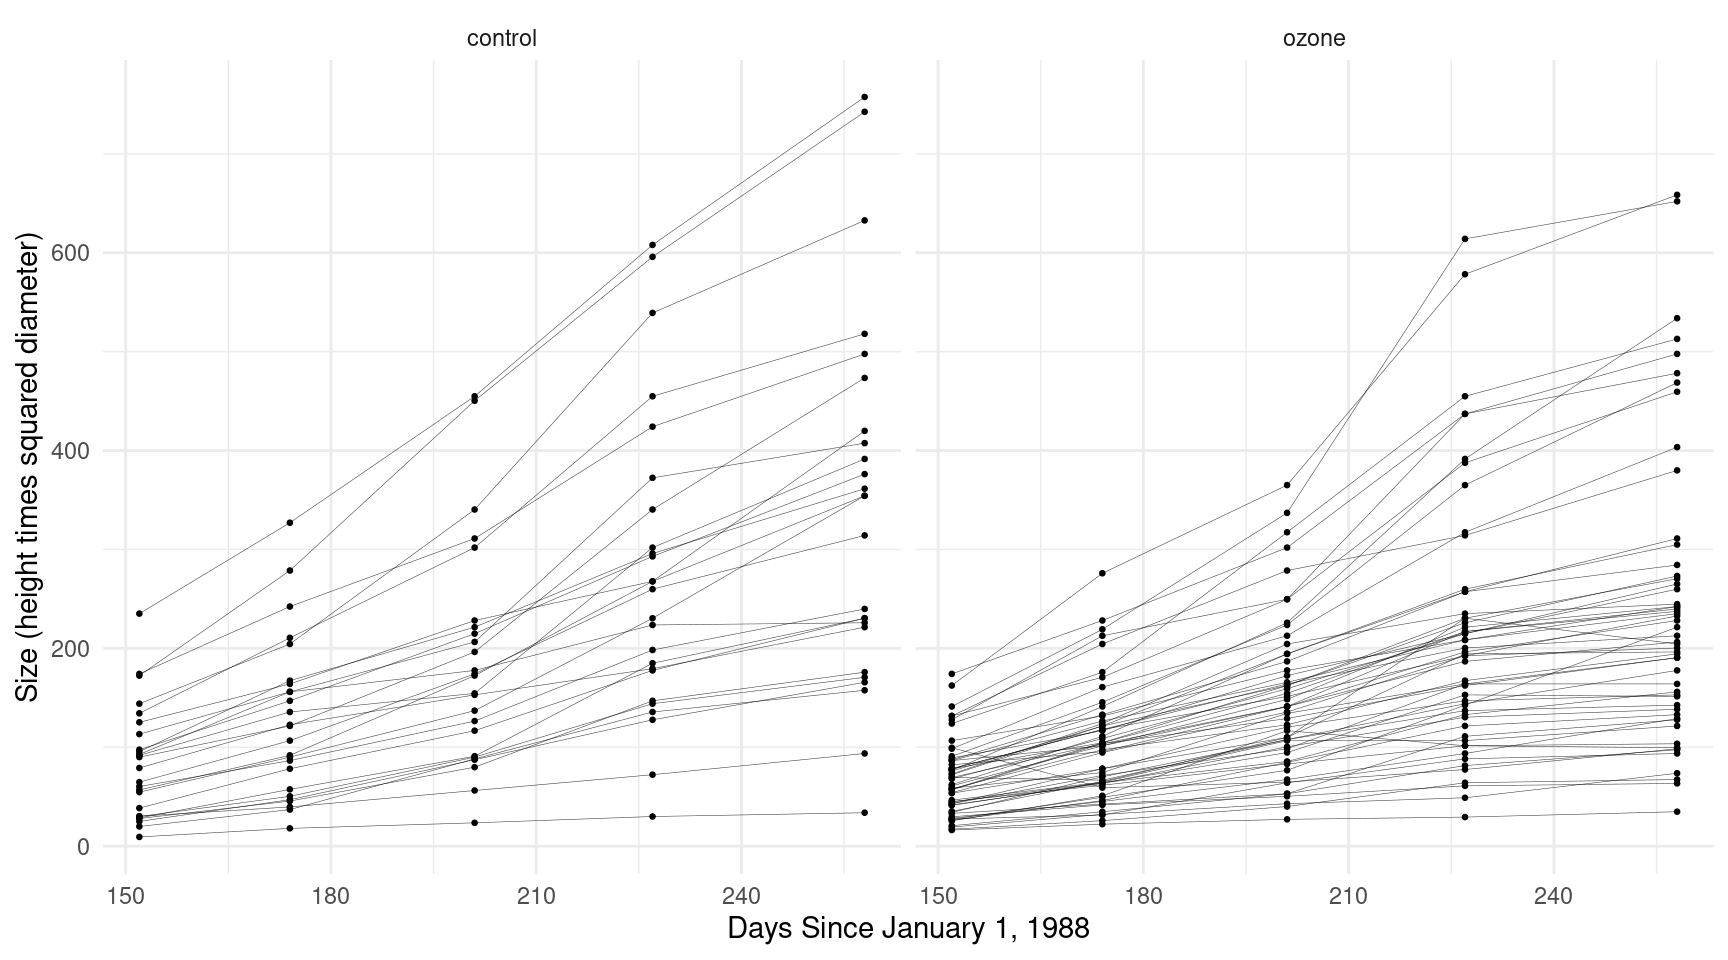 control
ozone
Size (height times squared diameter)
600
400
200
0
150 180 210 240 150 180 210 240
Days Since January 1, 1988